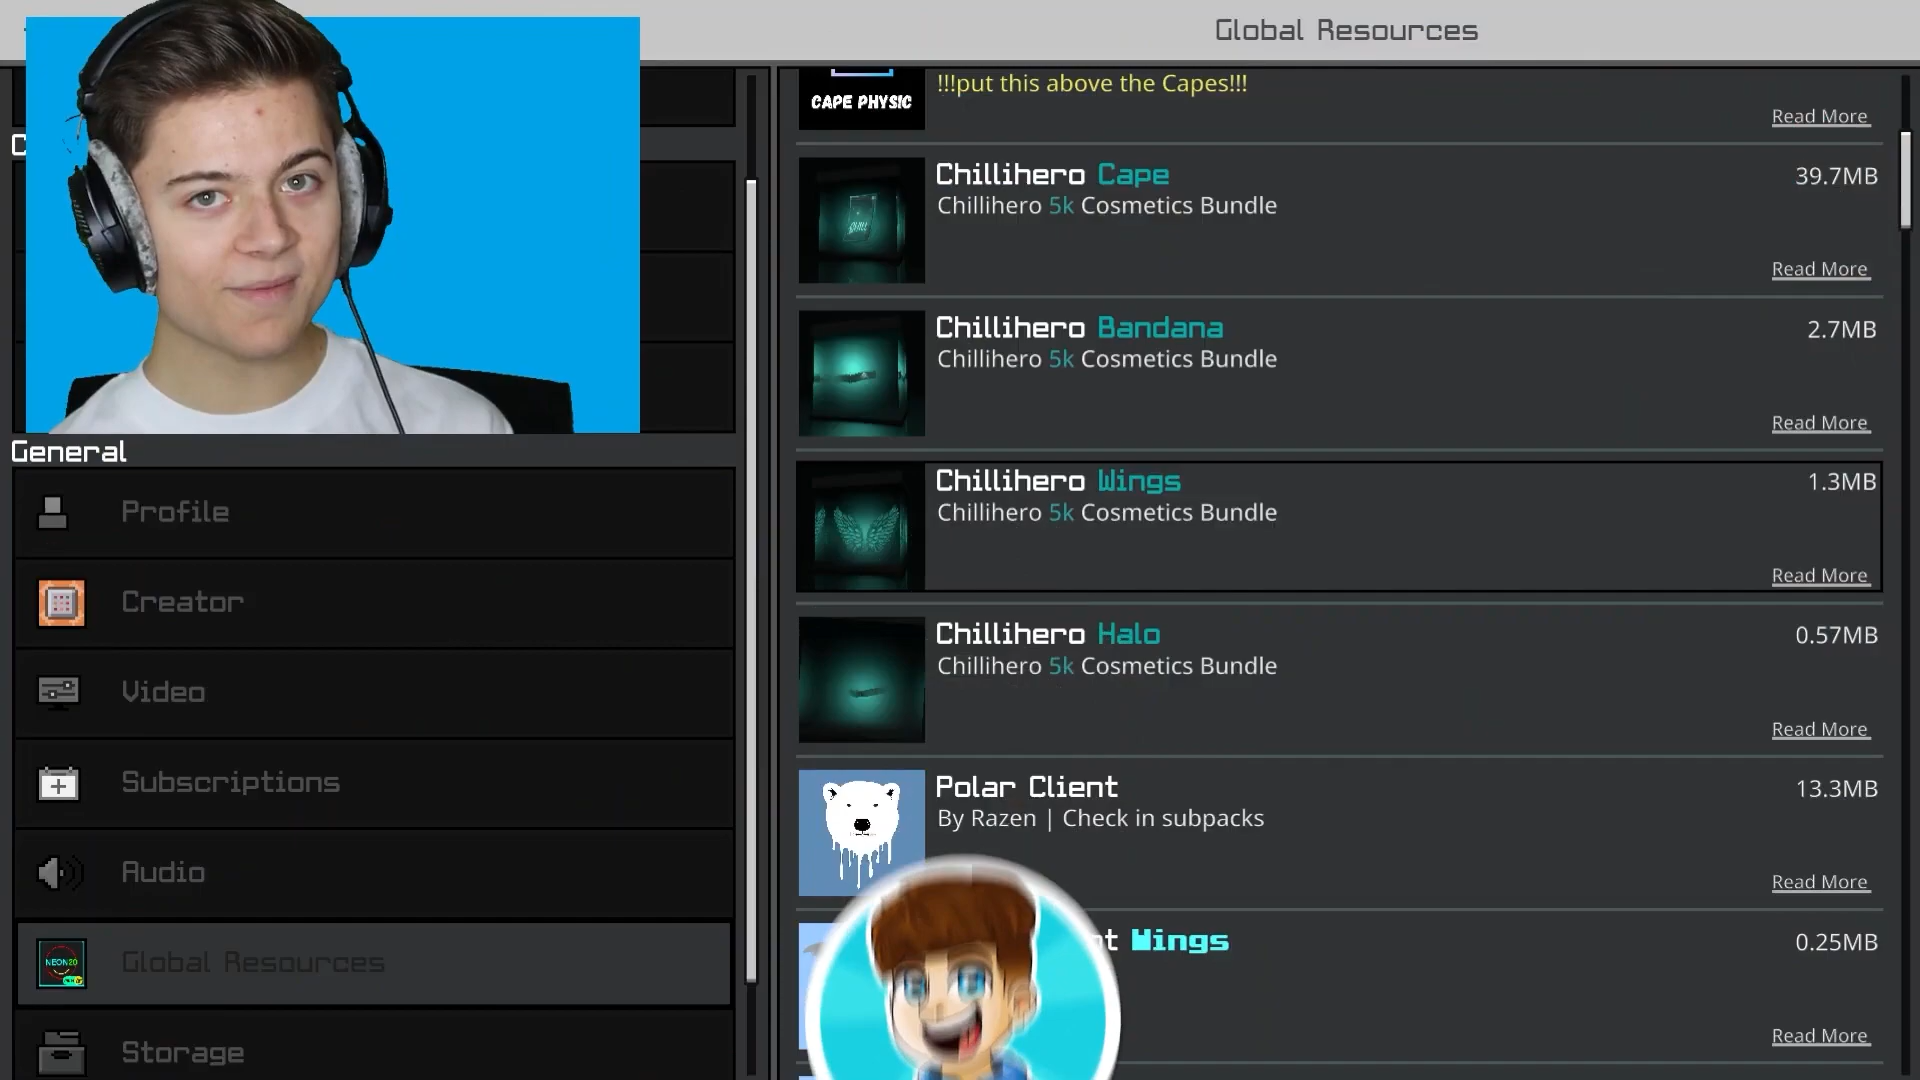 Global Resources
!!!put this above the Capes!!!
CAPE PHYSIC
Read More
Chillihero Cape
39.7MB
Chillihero 5k Cosmetics Bundle
Read More
Chillihero Bandana
2.7MB
Chillihero 5k Cosmetics Bundle
Read More
Chillihero Wings
1.3MB
Chillihero 5k Cosmetics Bundle
Read More
Chillihero Halo
0.57MB
Chillihero 5k Cosmetics Bundle
Read More
Polar Client
13.3MB
By Razen | Check in subpacks
Read More
Wings
0.25MB
Read More
General
Profile
Creator
Video
Subscriptions
Audio
NEON20
Global Resources
Storage